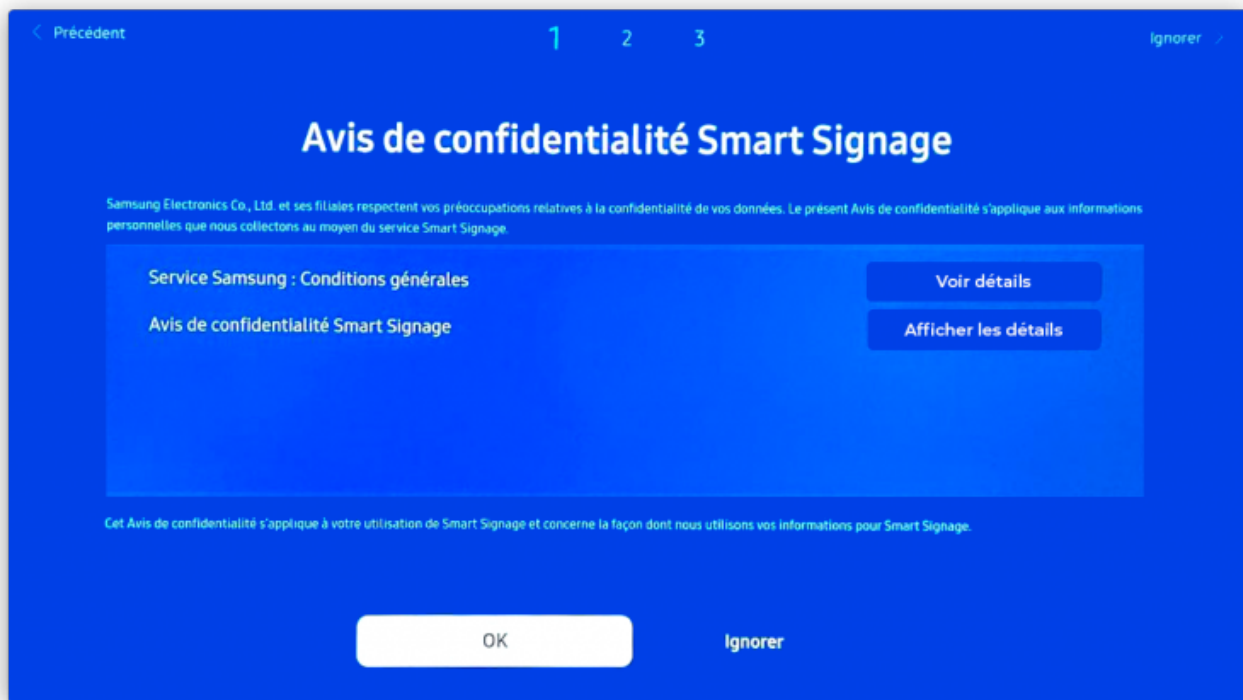 Précédent
1 2 3
Ignorer
Avis de confidentialité Smart Signage
Samsung Electronics Co., Ltd. et ses filiales respectent vos préoccupations relatives à la confidentialité de vos données. Le présent Avis de confidentialité s'applique aux informations
personnelles que nous collectons au moyen du service Smart Signage.
Service Samsung : Conditions générales
Voir détails
Avis de confidentialité Smart Signage
Afficher les détails
Cet Avis de confidentialité s'applique à votre utilisation de Smart Signage et concerne la façon dont nous utilisons vos informations pour Smart Signage.
OK
Ignorer